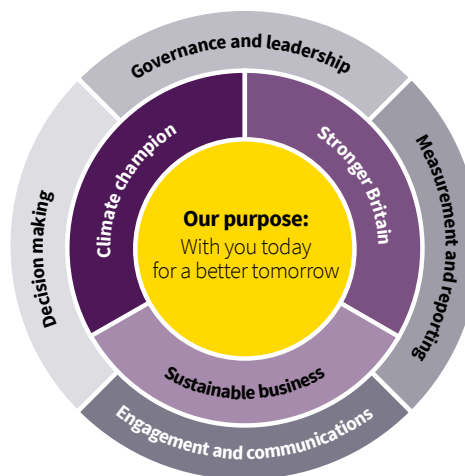 Governance and leadership
Climate champion
Stronger Britain
Decision making
Measurement and reporting
Our purpose:
With you today
for a better tomorrow
Sustainable business
Engagement and communications